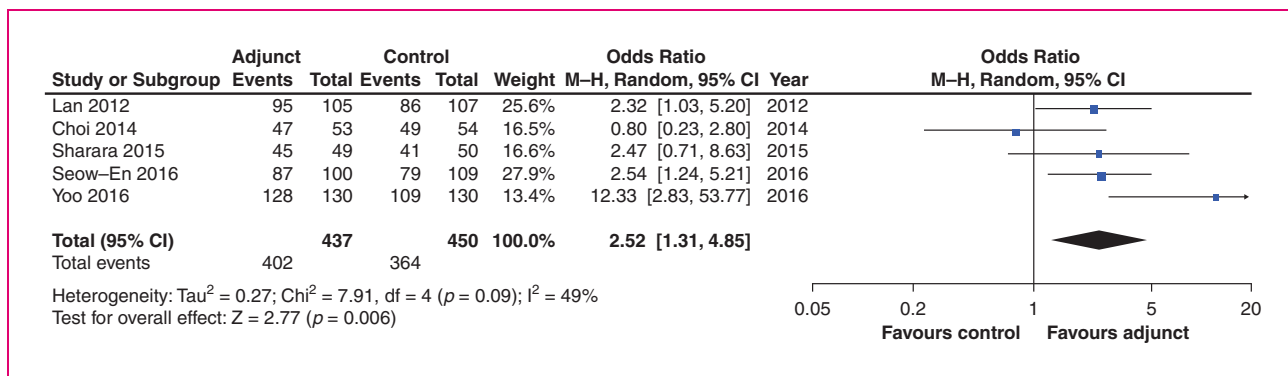 Adjunct Control Odds Ratio Odds Ratio
Study or Subgroup Events Total Events Total Weight M–H, Random, 95% CI Year M–H, Random, 95% CI
Lan 2012 95 105 86 107 25.6% 2.32 [1.03, 5.20] 2012
Choi 2014 47 53 49 54 16.5% 0.80 [0.23, 2.80] 2014
Sharara 2015 45 49 41 50 16.6% 2.47 [0.71, 8.63] 2015
Seow–En 2016 87 100 79 109 27.9% 2.54 [1.24, 5.21] 2016
Yoo 2016 128 130 109 130 13.4% 12.33 [2.83, 53.77] 2016
Total (95% CI) 437 450 100.0% 2.52 [1.31, 4.85]
Total events 402 364
Heterogeneity: Tau² = 0.27; Chi² = 7.91, df = 4 (p = 0.09); I² = 49%
Test for overall effect: Z = 2.77 (p = 0.006)
0.05 0.2 1 5 20
Favours control Favours adjunct